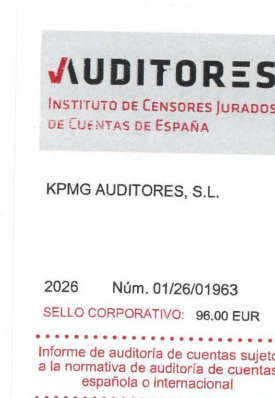 AUDITORES
INSTITUTO DE CENSORES JURADOS
DE CUENTAS DE ESPAÑA
KPMG AUDITORES, S.L.
2026 Núm. 01/26/01963
SELLO CORPORATIVO: 96.00 EUR
Informe de auditoría de cuentas sujeto
a la normativa de auditoría de cuentas
española o internacional